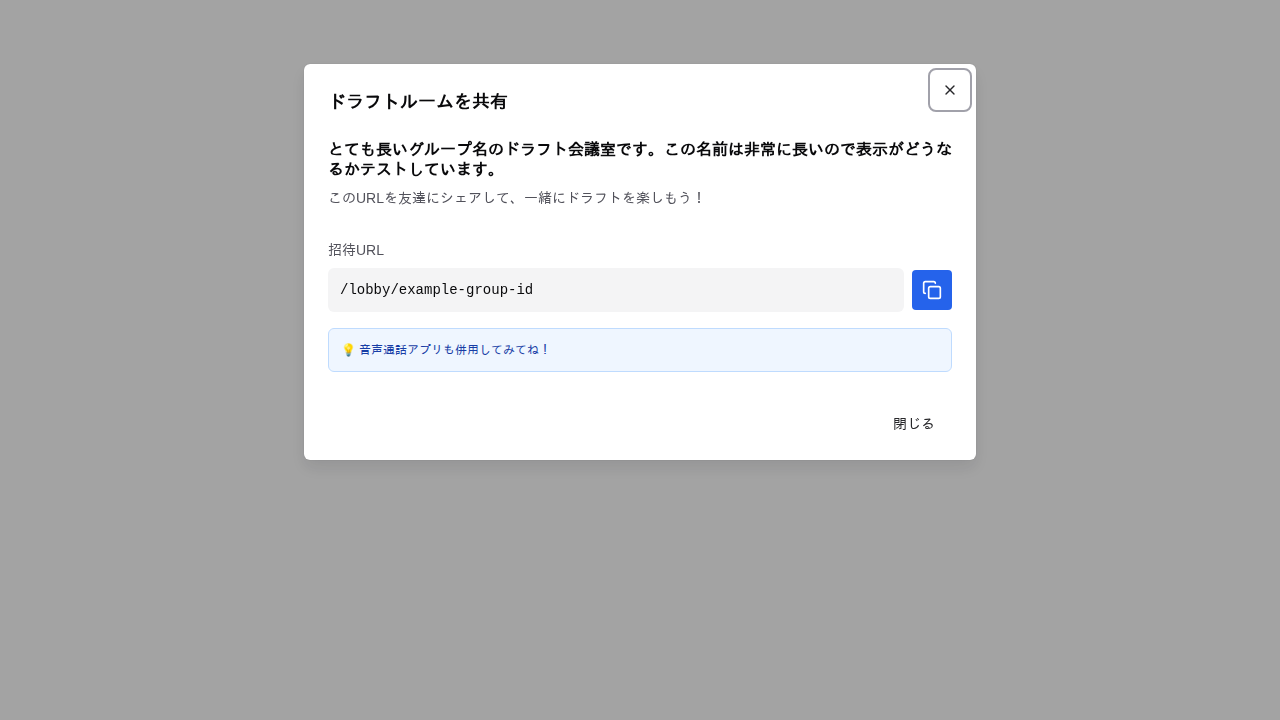 ドラフトルームを共有
とても長いグループ名のドラフト会議室です。この名前は非常に長いので表示がどうな
るかテストしています。
このURLを友達にシェアして、一緒にドラフトを楽しもう！
招待URL
/lobby/example-group-id
💡 音声通話アプリも併用してみてね！
閉じる